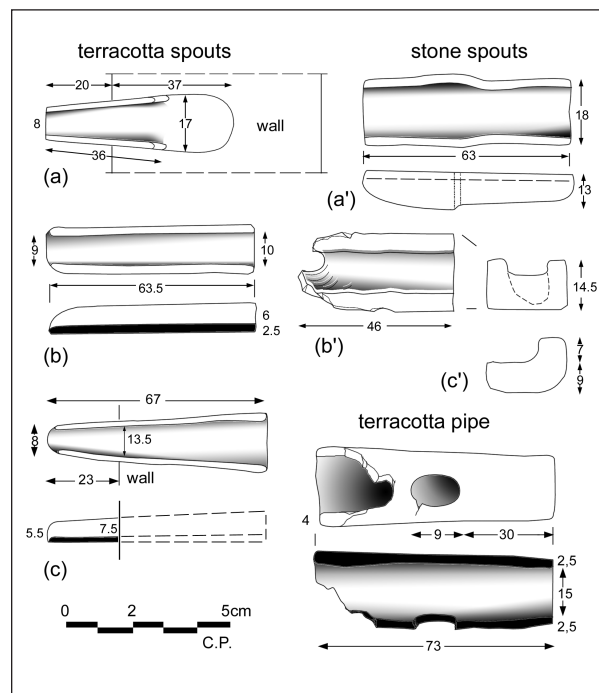 terracotta spouts
stone spouts
20
37
8
17
wall
36
(a)
18
63
13
(a')
9
10
63.5
6
2.5
(b)
46
14.5
(b')
7
9
(c')
67
8
13.5
23
wall
5.5
7.5
(c)
terracotta pipe
4
9
30
2,5
15
2,5
73
0
2
5cm
C.P.